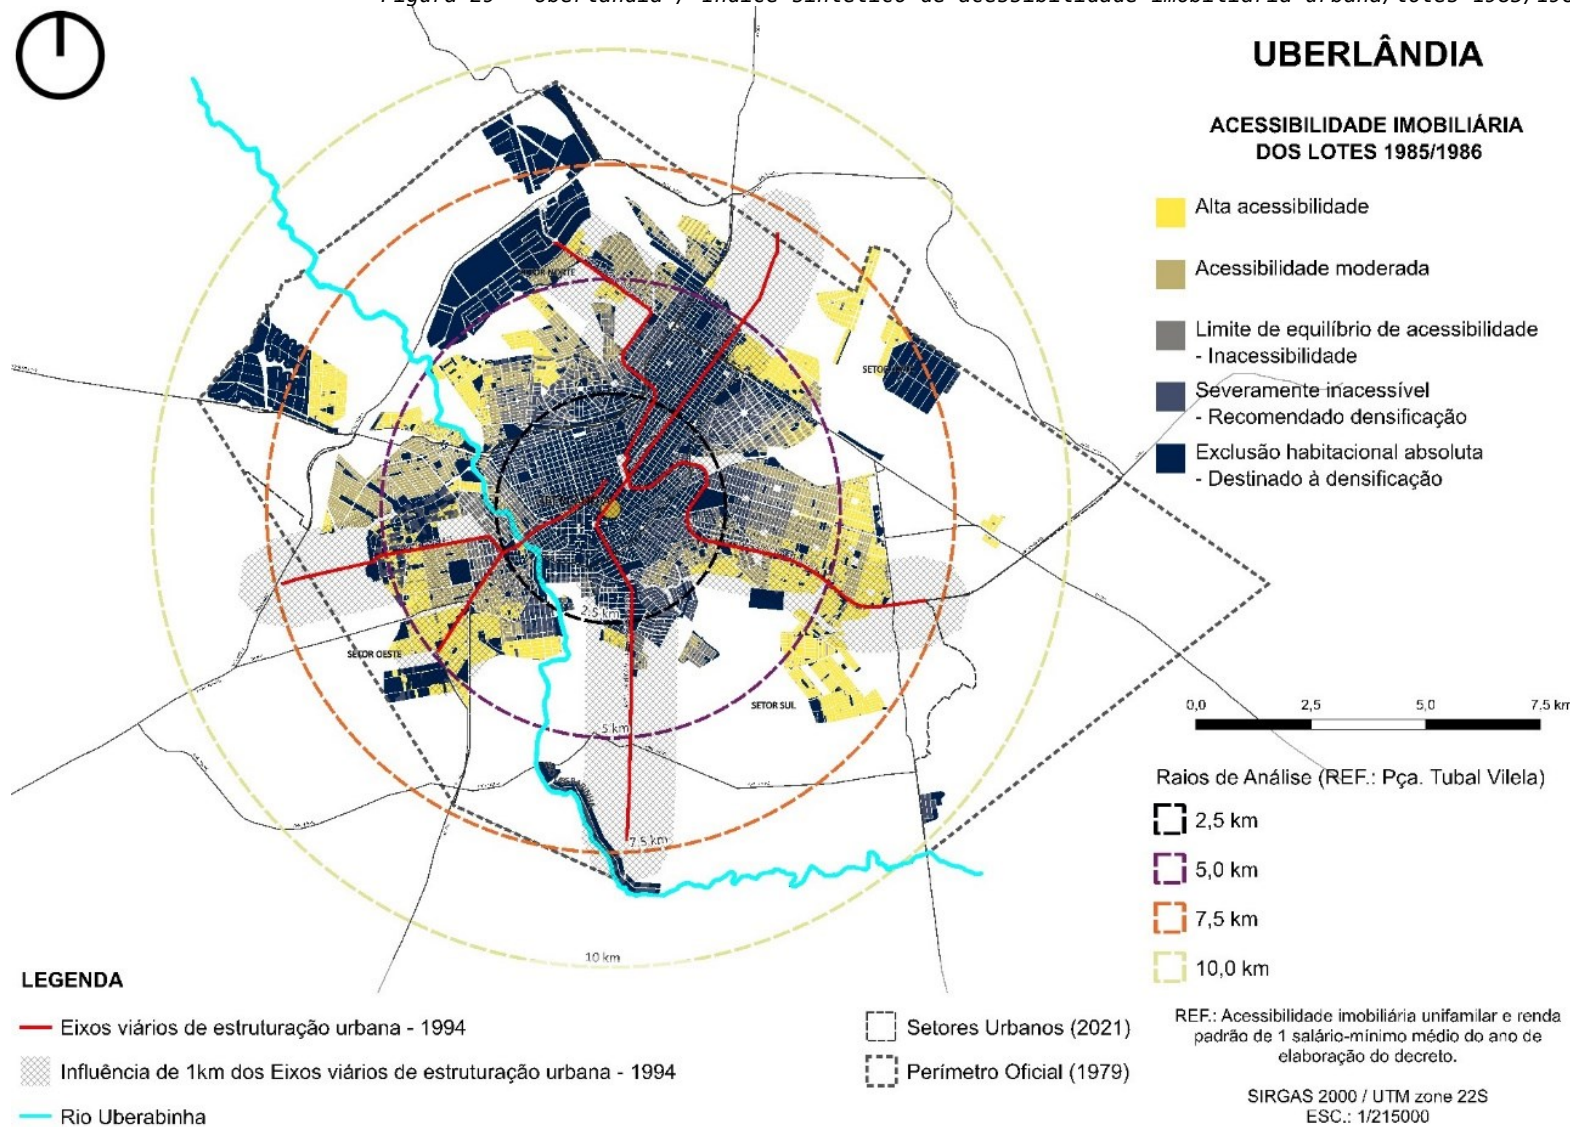 UBERLÂNDIA
ACESSIBILIDADE IMOBILIÁRIA
DOS LOTES 1985/1986
Alta acessibilidade
Acessibilidade moderada
Limite de equilíbrio de acessibilidade
- Inacessibilidade
Severamente inacessível
- Recomendado densificação
Exclusão habitacional absoluta
- Destinado à densificação
SETOR OESTE
SETOR SUL
2.5 km
5 km
7.5 km
10 km
0,0 2,5 5,0 7,5 km
Raios de Análise (REF.: Pça. Tubal Vilela)
2,5 km
5,0 km
7,5 km
10,0 km
LEGENDA
Eixos viários de estruturação urbana - 1994
Influência de 1km dos Eixos viários de estruturação urbana - 1994
Rio Uberabinha
Setores Urbanos (2021)
Perímetro Oficial (1979)
REF.: Acessibilidade imobiliária unifamilar e renda
padrão de 1 salário-mínimo médio do ano de
elaboração do decreto.
SIRGAS 2000 / UTM zone 22S
ESC.: 1/215000